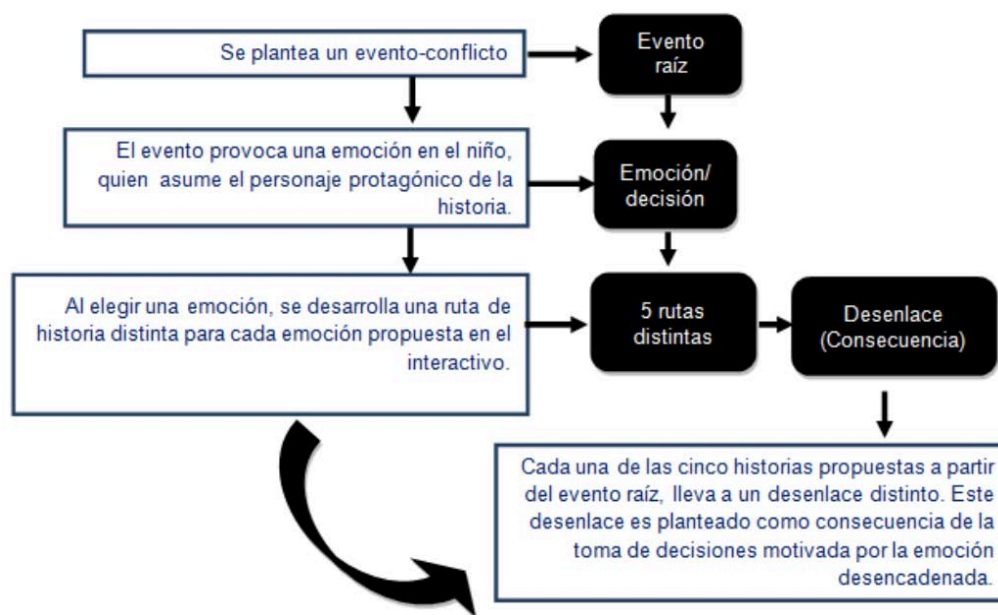 Se plantea un evento-conflicto
Evento
raíz
El evento provoca una emoción en el niño,
quien asume el personaje protagónico de la
historia.
Emoción/
decisión
Al elegir una emoción, se desarrolla una ruta de
historia distinta para cada emoción propuesta en el
interactivo.
5 rutas
distintas
Desenlace
(Consecuencia)
Cada una de las cinco historias propuestas a partir
del evento raíz, lleva a un desenlace distinto. Este
desenlace es planteado como consecuencia de la
toma de decisiones motivada por la emoción
desencadenada.